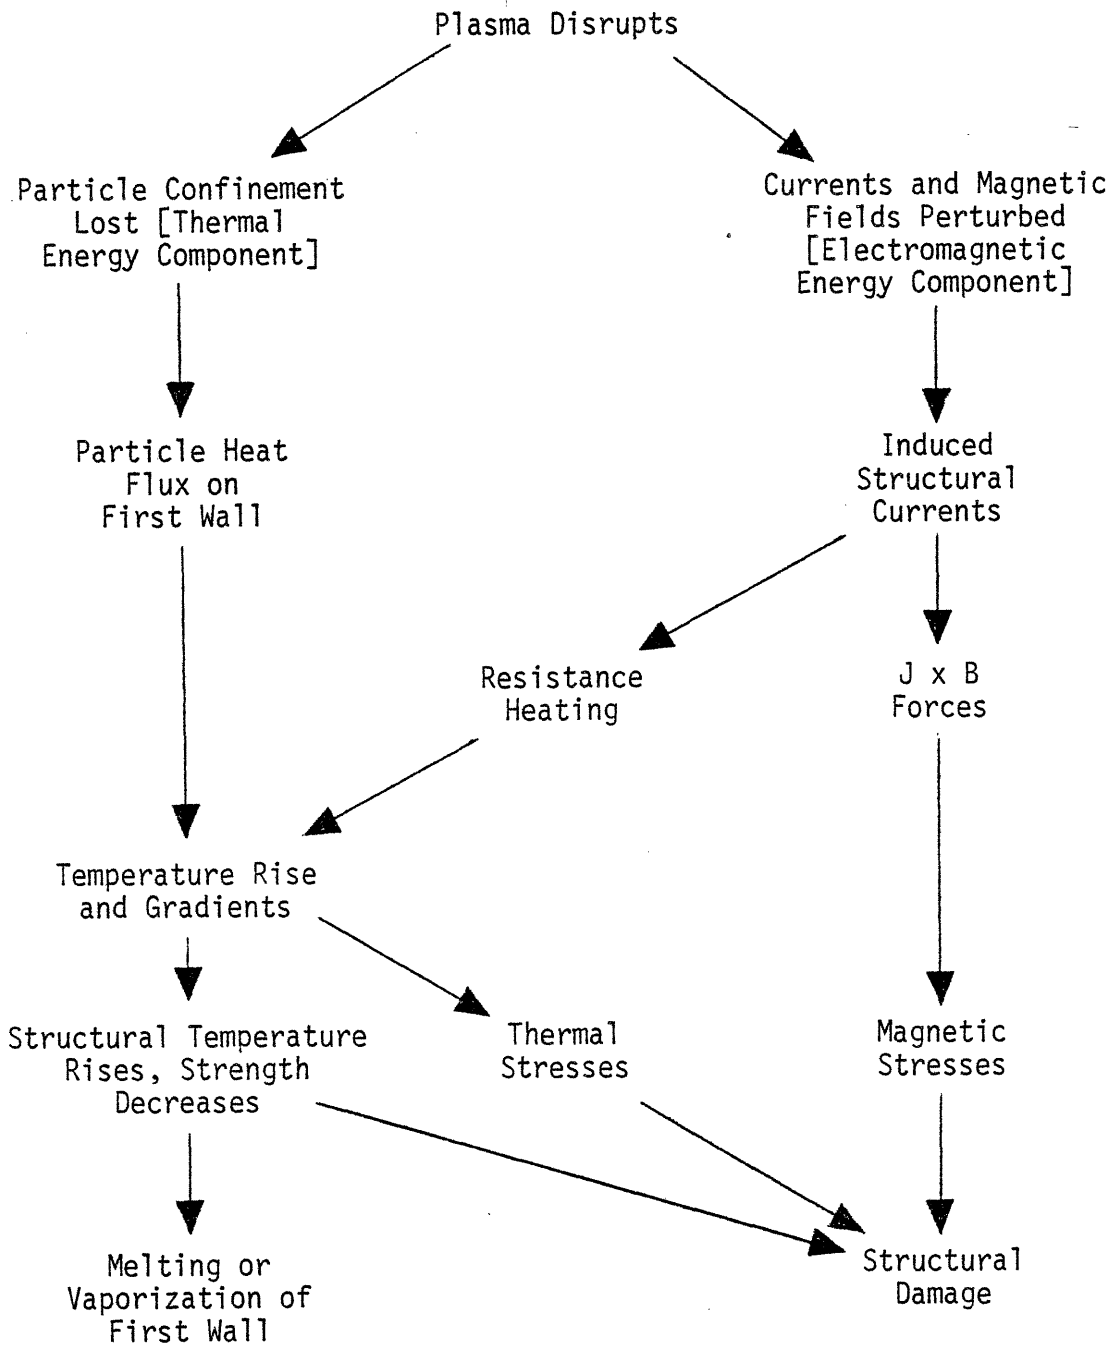 Plasma Disrupts
Particle Confinement
Lost [Thermal
Energy Component]
Currents and Magnetic
Fields Perturbed
[Electromagnetic
Energy Component]
Particle Heat
Flux on
First Wall
Induced
Structural
Currents
Resistance
Heating
J x B
Forces
Temperature Rise
and Gradients
Structural Temperature
Rises, Strength
Decreases
Thermal
Stresses
Magnetic
Stresses
Melting or
Vaporization of
First Wall
Structural
Damage